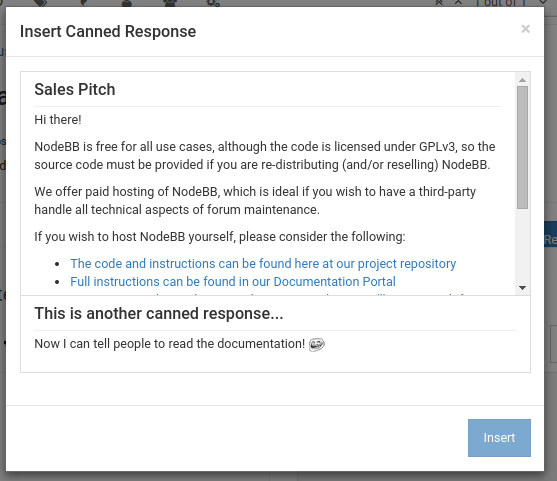 1 out of 1
Insert Canned Response
×
Sales Pitch
Hi there!
NodeBB is free for all use cases, although the code is licensed under GPLv3, so the
source code must be provided if you are re-distributing (and/or reselling) NodeBB.
We offer paid hosting of NodeBB, which is ideal if you wish to have a third-party
handle all technical aspects of forum maintenance.
If you wish to host NodeBB yourself, please consider the following:
• The code and instructions can be found here at our project repository
• Full instructions can be found in our Documentation Portal
Re
This is another canned response...
Now I can tell people to read the documentation!
Insert